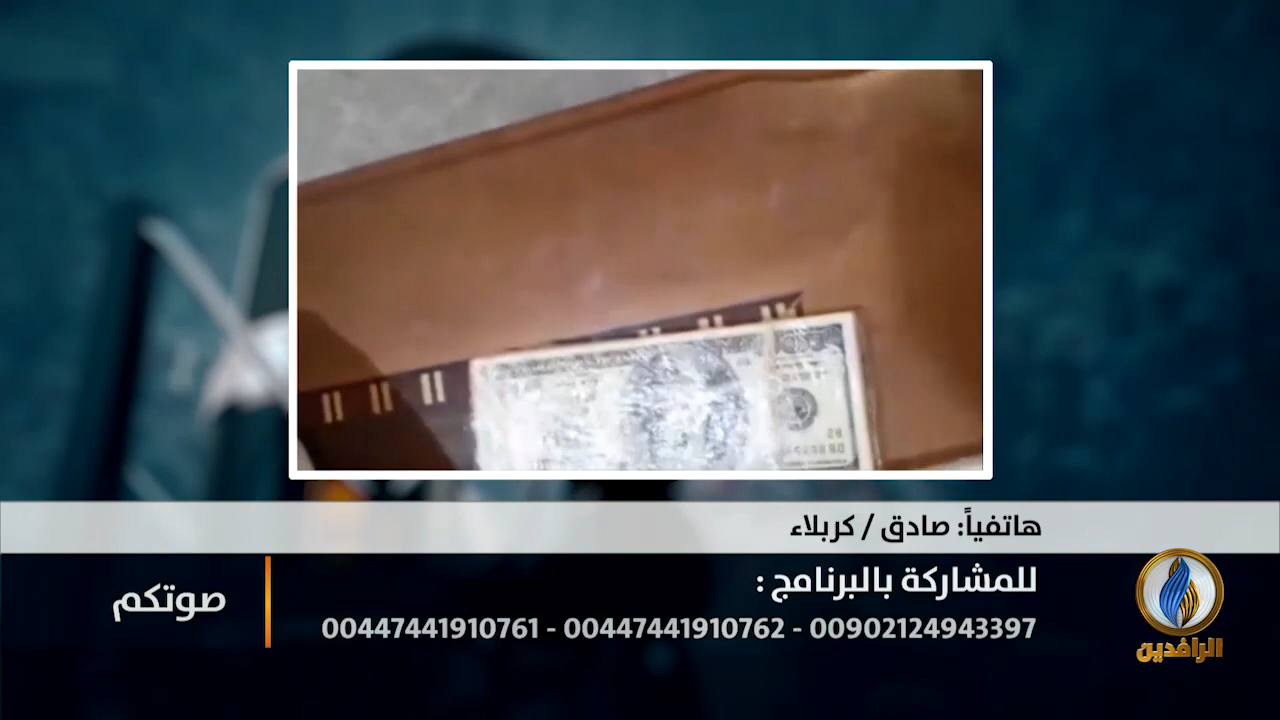 هاتفياً: صادق / كربلاء
للمشاركة بالبرنامج :
00447441910761 - 00447441910762 - 00902124943397
صوتكم
الرافدين